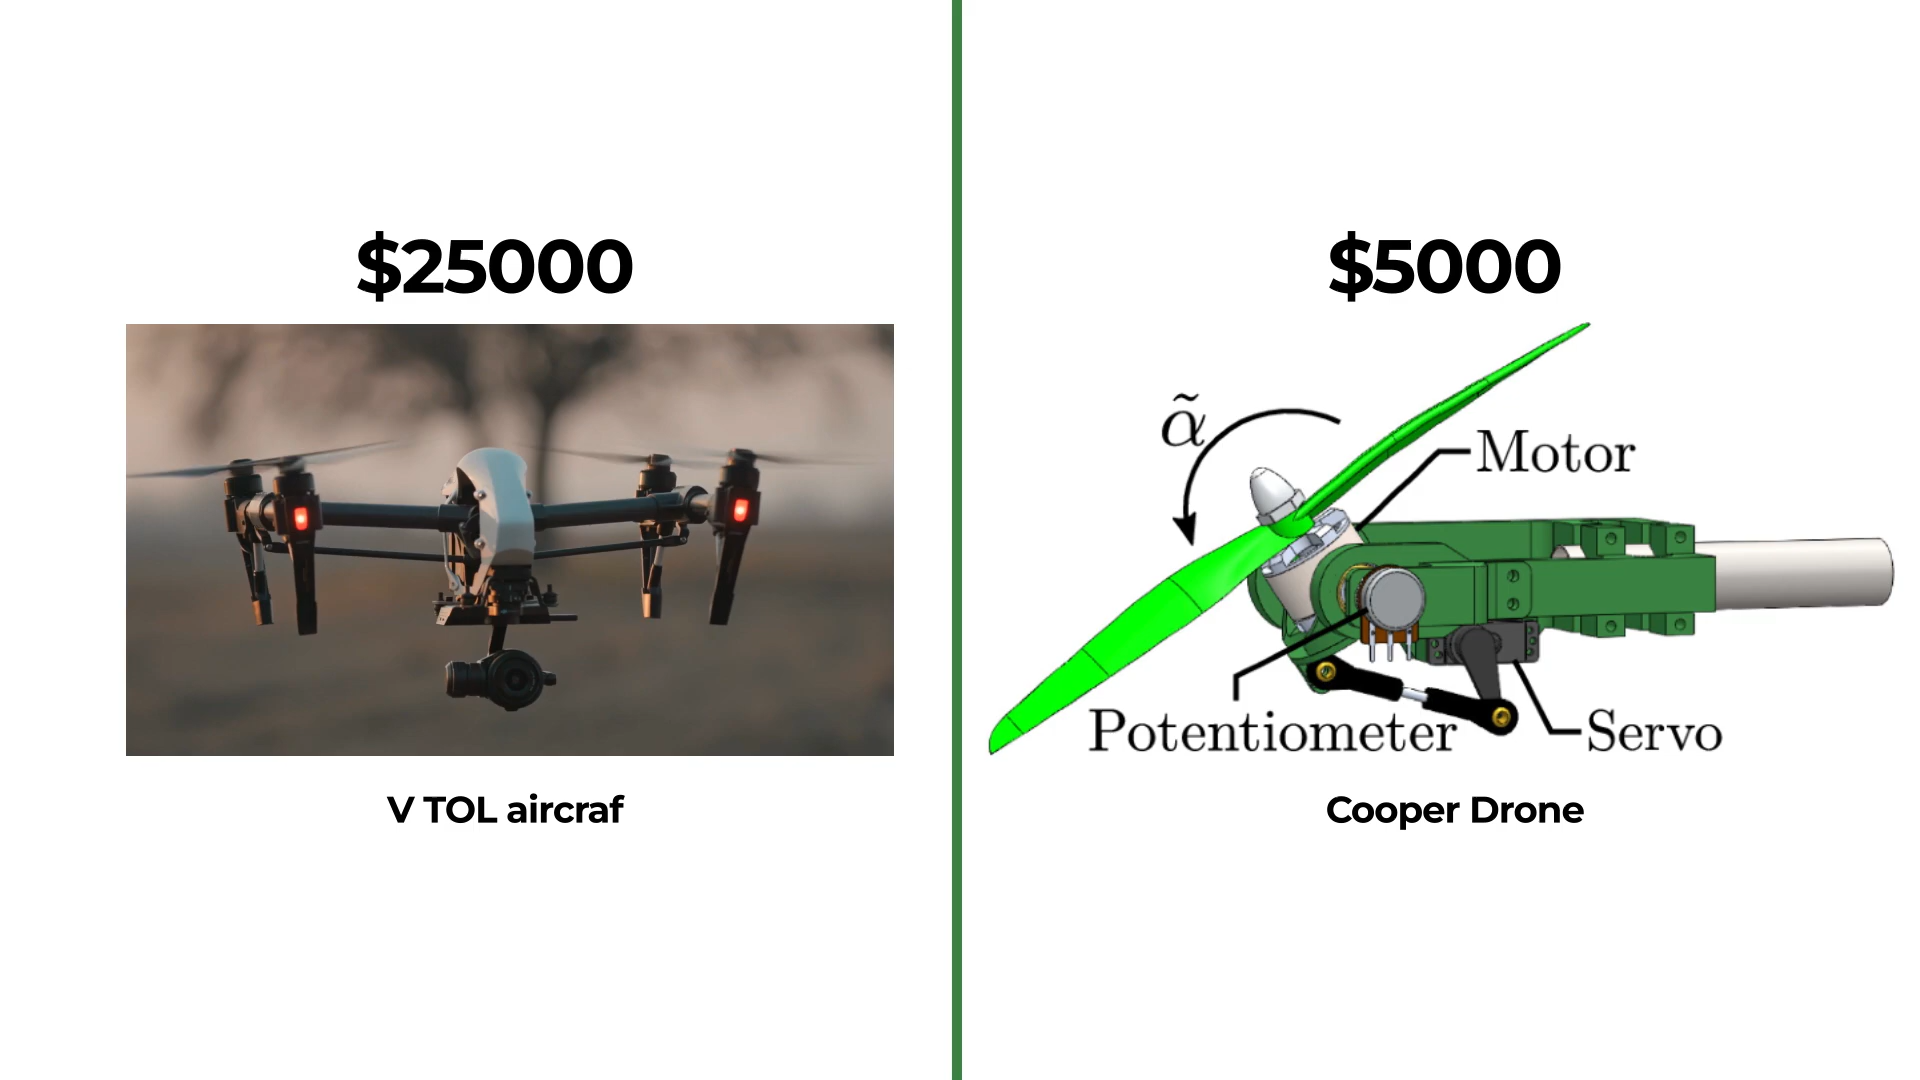 $25000
V TOL aircraf
$5000
α̃
Motor
Potentiometer
Servo
Cooper Drone